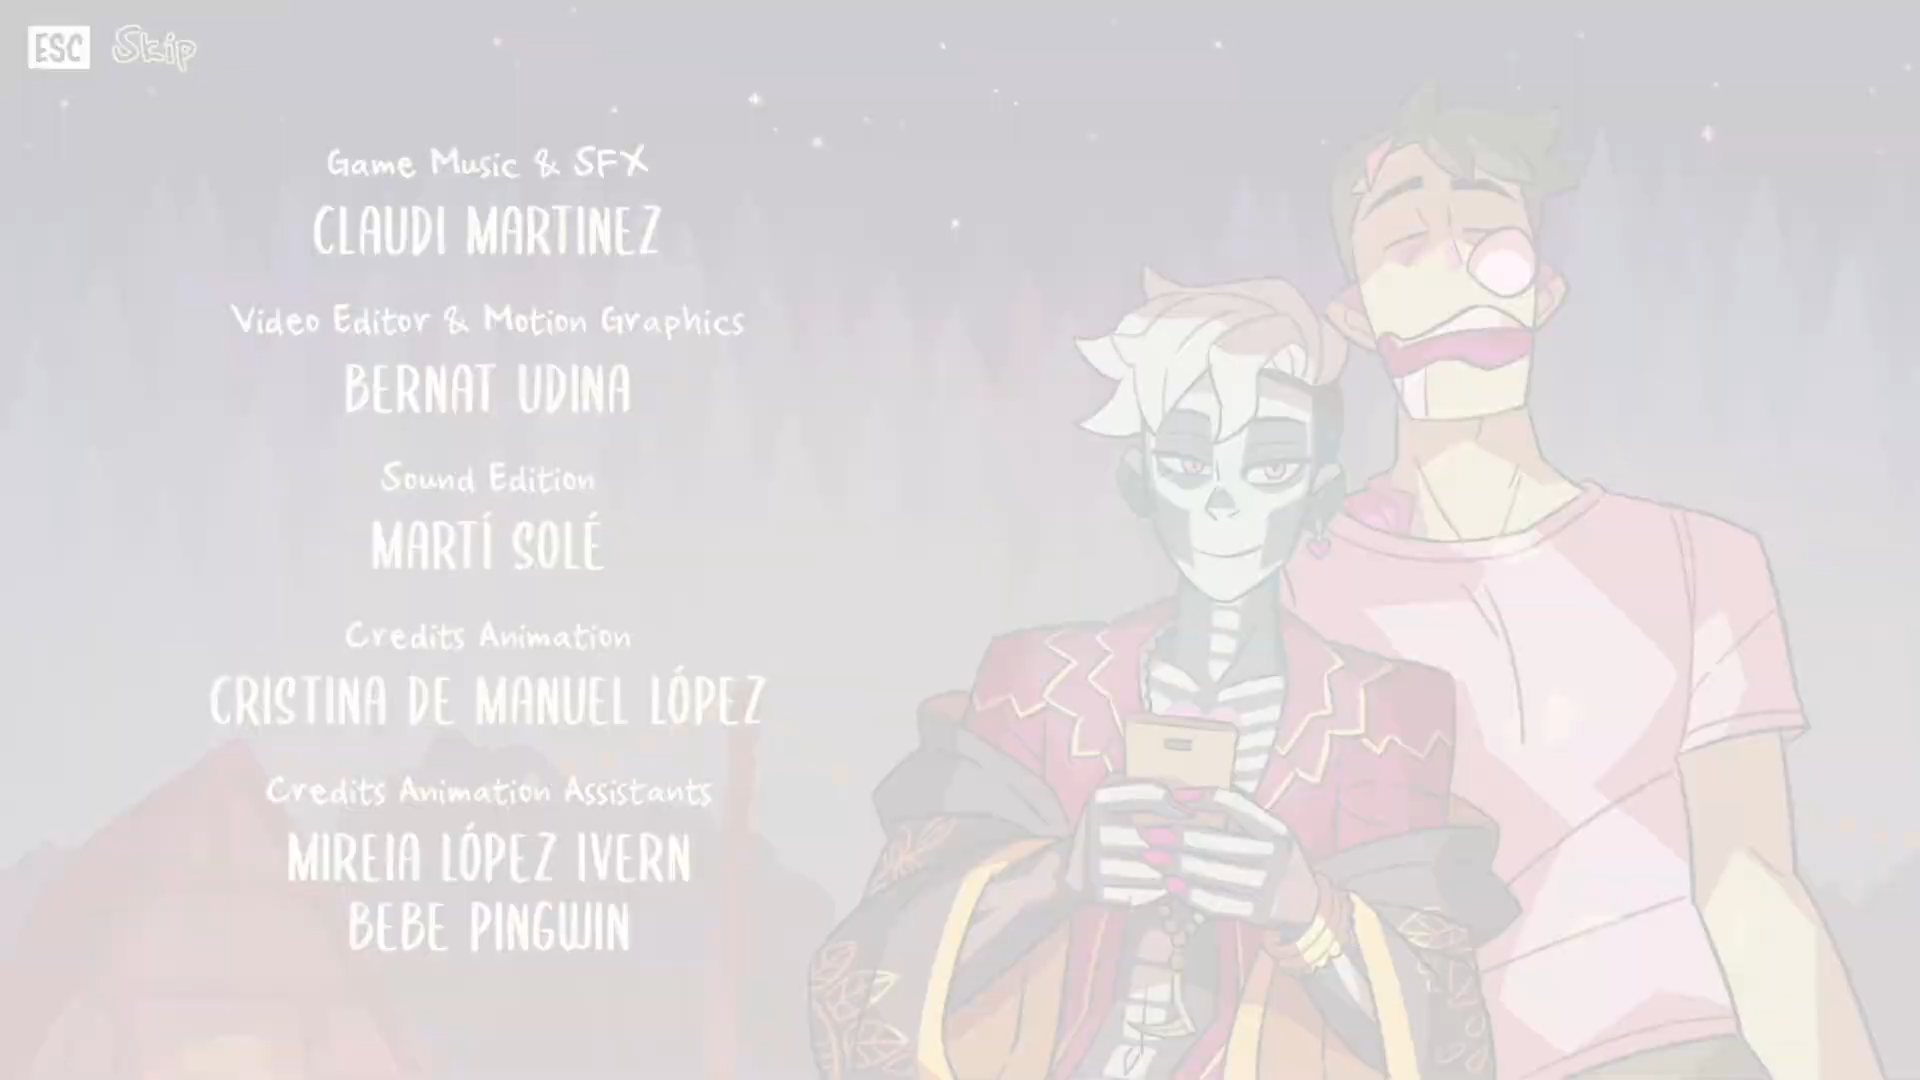 ESC Skip
Game Music & SFX
CLAUDI MARTINEZ
Video Editor & Motion Graphics
BERNAT UDINA
Sound Edition
MARTÍ SOLÉ
Credits Animation
CRISTINA DE MANUEL LÓPEZ
Credits Animation Assistants
MIREIA LÓPEZ IVERN
BEBE PINGWIN